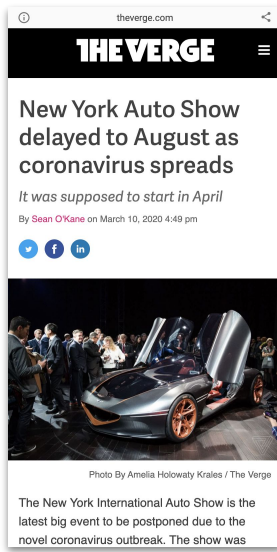 theverge.com
THE VERGE
New York Auto Show
delayed to August as
coronavirus spreads
It was supposed to start in April
By Sean O'Kane on March 10, 2020 4:49 pm
f
in
Photo By Amelia Holowaty Krales / The Verge
The New York International Auto Show is the
latest big event to be postponed due to the
novel coronavirus outbreak. The show was